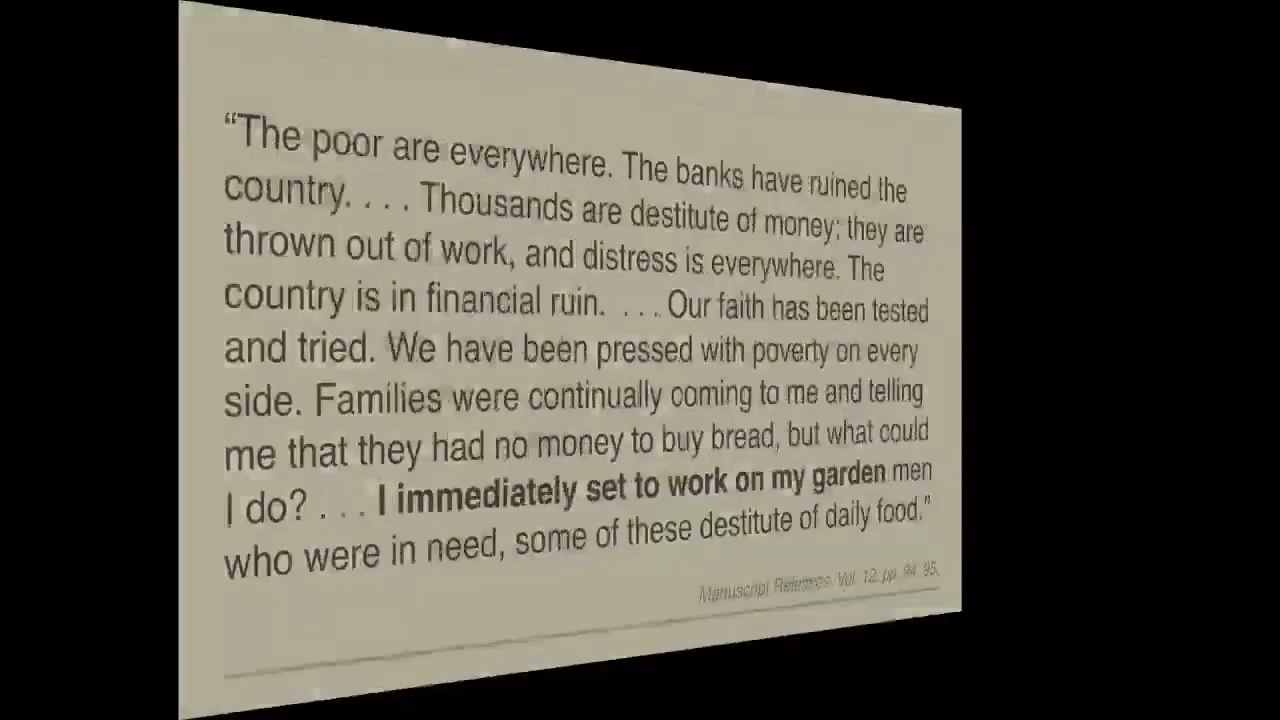 “The poor are everywhere. The banks have ruined the
country. . . . Thousands are destitute of money; they are
thrown out of work, and distress is everywhere. The
country is in financial ruin. . . . . Our faith has been tested
and tried. We have been pressed with poverty on every
side. Families were continually coming to me and telling
me that they had no money to buy bread, but what could
I do? . . . I immediately set to work on my garden men
who were in need, some of these destitute of daily food.”
Manuscript Releases, Vol. 12, pp. 94, 95.